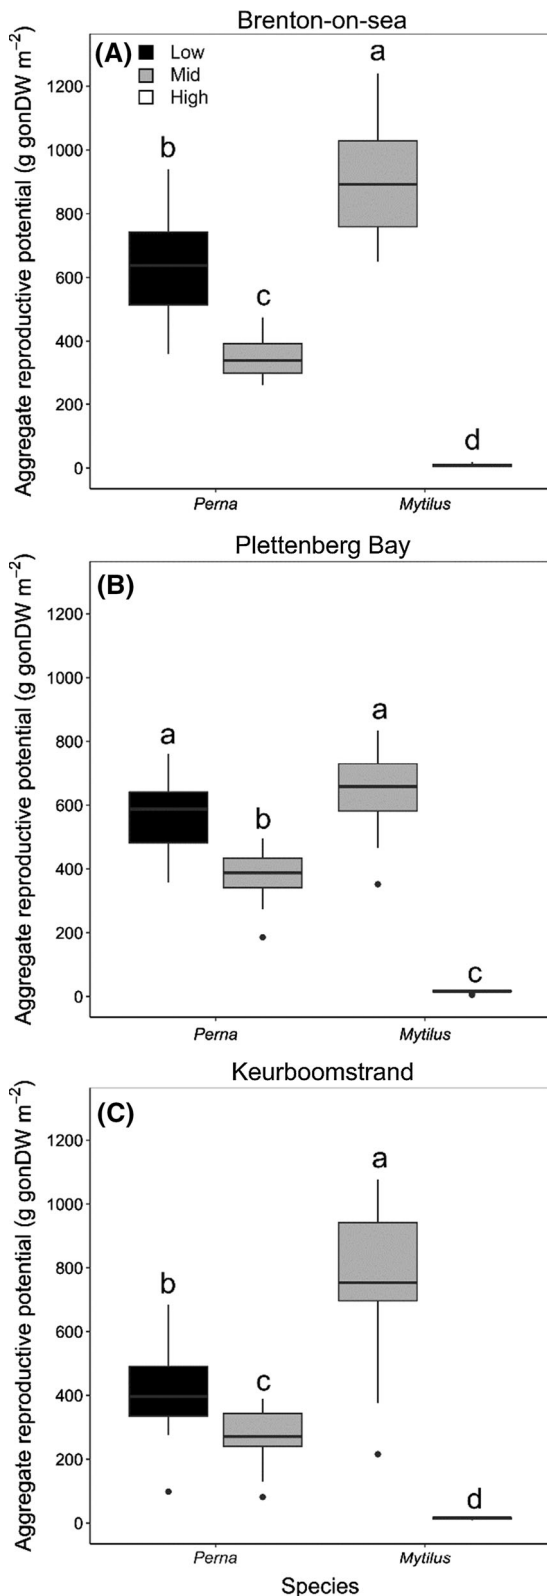 Brenton-on-sea
(A)
Low
Mid
High
Aggregate reproductive potential (g gonDW m⁻²)
1200
1000
800
600
400
200
0
b
c
a
d
Perna
Mytilus
Plettenberg Bay
(B)
Aggregate reproductive potential (g gonDW m⁻²)
1200
1000
800
600
400
200
0
a
b
a
c
Perna
Mytilus
Keurboomstrand
(C)
Aggregate reproductive potential (g gonDW m⁻²)
1200
1000
800
600
400
200
0
b
c
a
d
Perna
Mytilus
Species